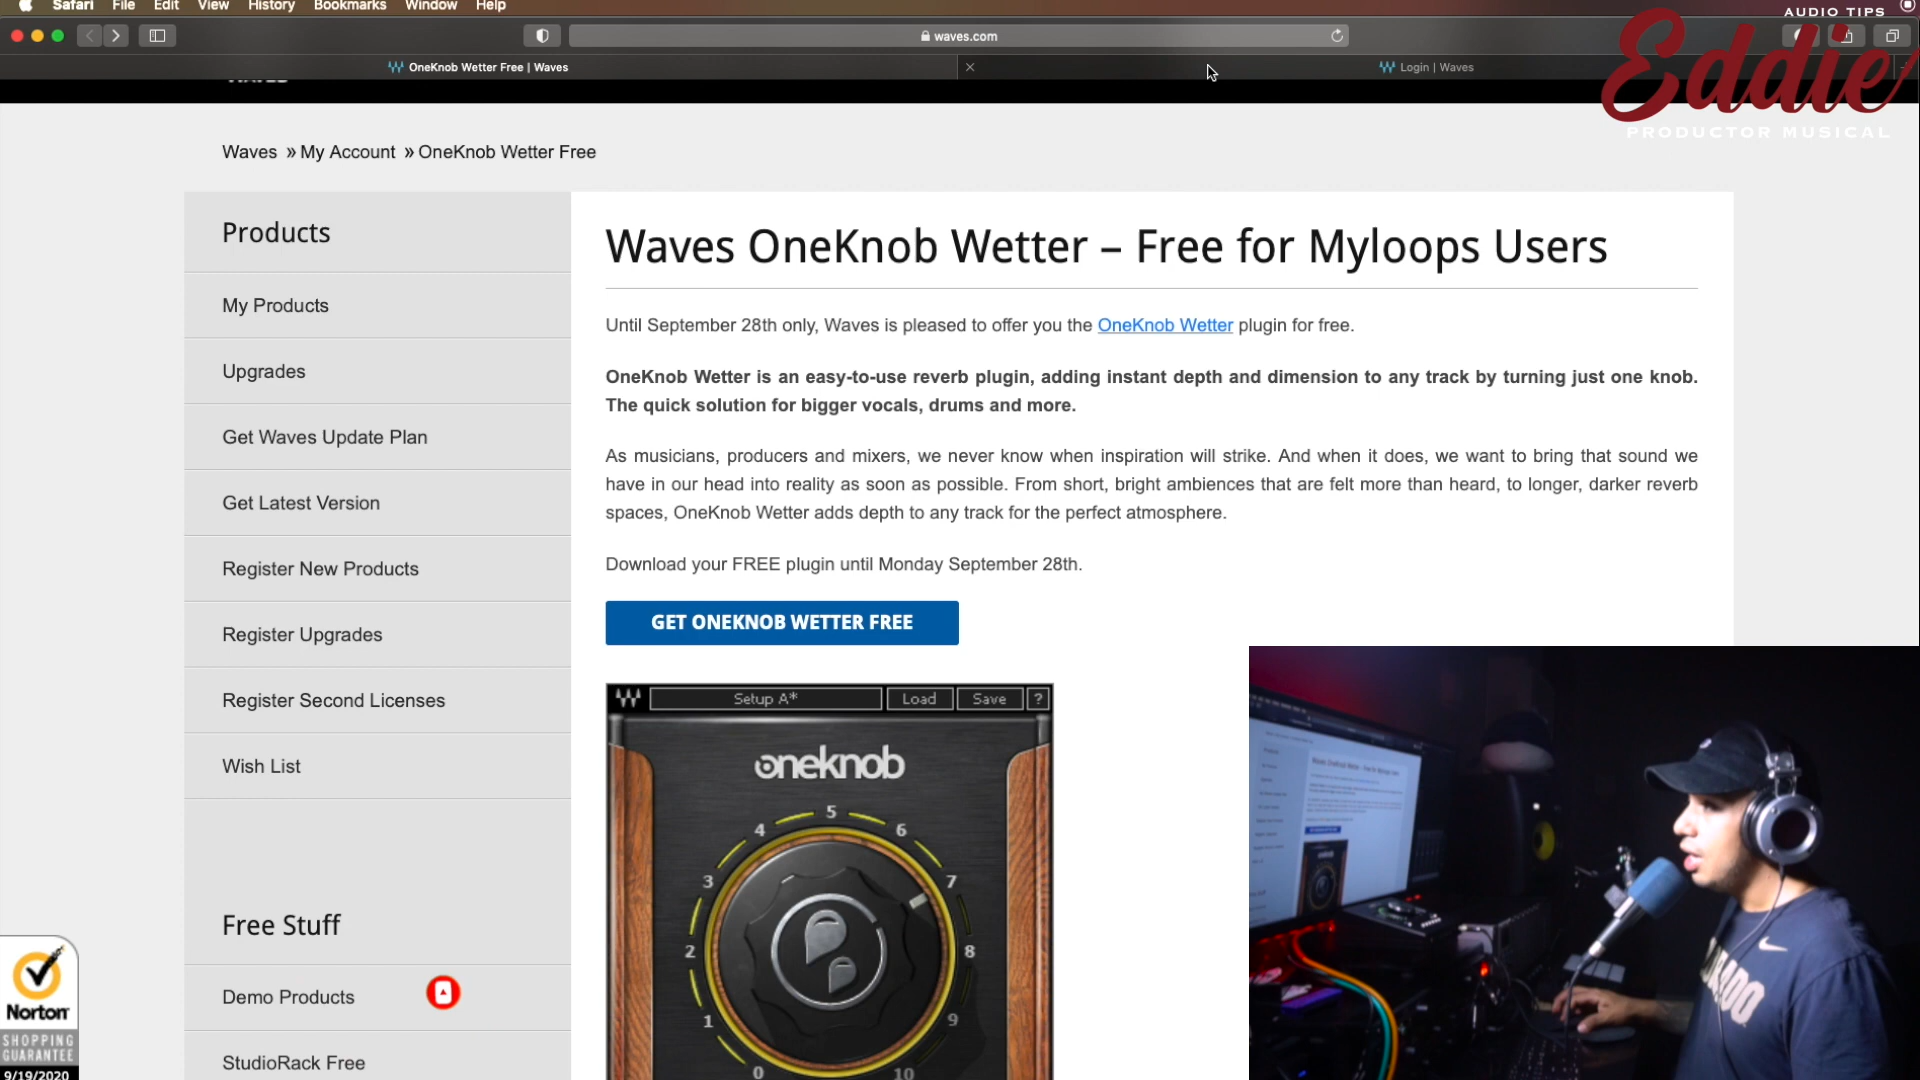 Safari File Edit View History Bookmarks Window Help
AUDIO TIPS
Eddie
PRODUCTOR MUSICAL
waves.com
OneKnob Wetter Free | Waves
Login | Waves
Waves » My Account » OneKnob Wetter Free
Products
My Products
Upgrades
Get Waves Update Plan
Get Latest Version
Register New Products
Register Upgrades
Register Second Licenses
Wish List
Free Stuff
Demo Products
StudioRack Free
Waves OneKnob Wetter – Free for Myloops Users
Until September 28th only, Waves is pleased to offer you the OneKnob Wetter plugin for free.
OneKnob Wetter is an easy-to-use reverb plugin, adding instant depth and dimension to any track by turning just one knob.
The quick solution for bigger vocals, drums and more.
As musicians, producers and mixers, we never know when inspiration will strike. And when it does, we want to bring that sound we
have in our head into reality as soon as possible. From short, bright ambiences that are felt more than heard, to longer, darker reverb
spaces, OneKnob Wetter adds depth to any track for the perfect atmosphere.
Download your FREE plugin until Monday September 28th.
GET ONEKNOB WETTER FREE
Setup A* Load Save ?
oneknob
5
4 6
3 7
2 8
1 9
0 10
Norton
SHOPPING
GUARANTEE
9/19/2020